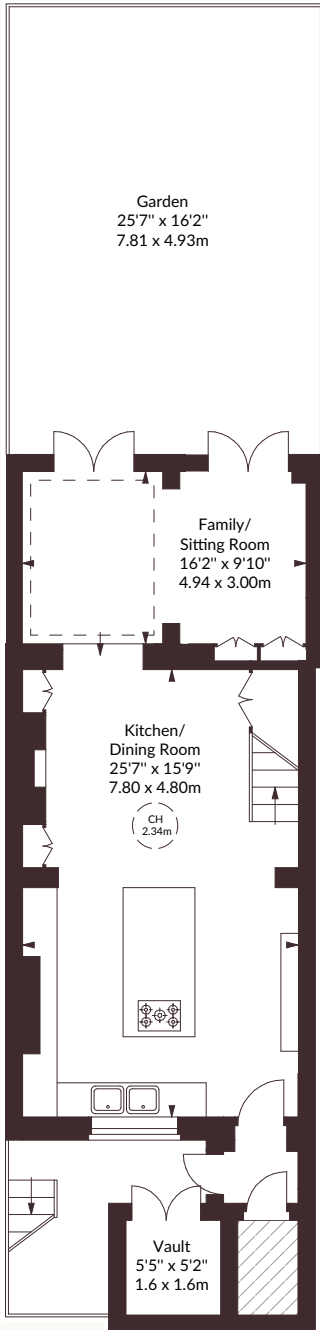 Garden
25'7" x 16'2"
7.81 x 4.93m
Family/
Sitting Room
16'2" x 9'10"
4.94 x 3.00m
Kitchen/
Dining Room
25'7" x 15'9"
7.80 x 4.80m
CH
2.34m
Vault
5'5" x 5'2"
1.6 x 1.6m